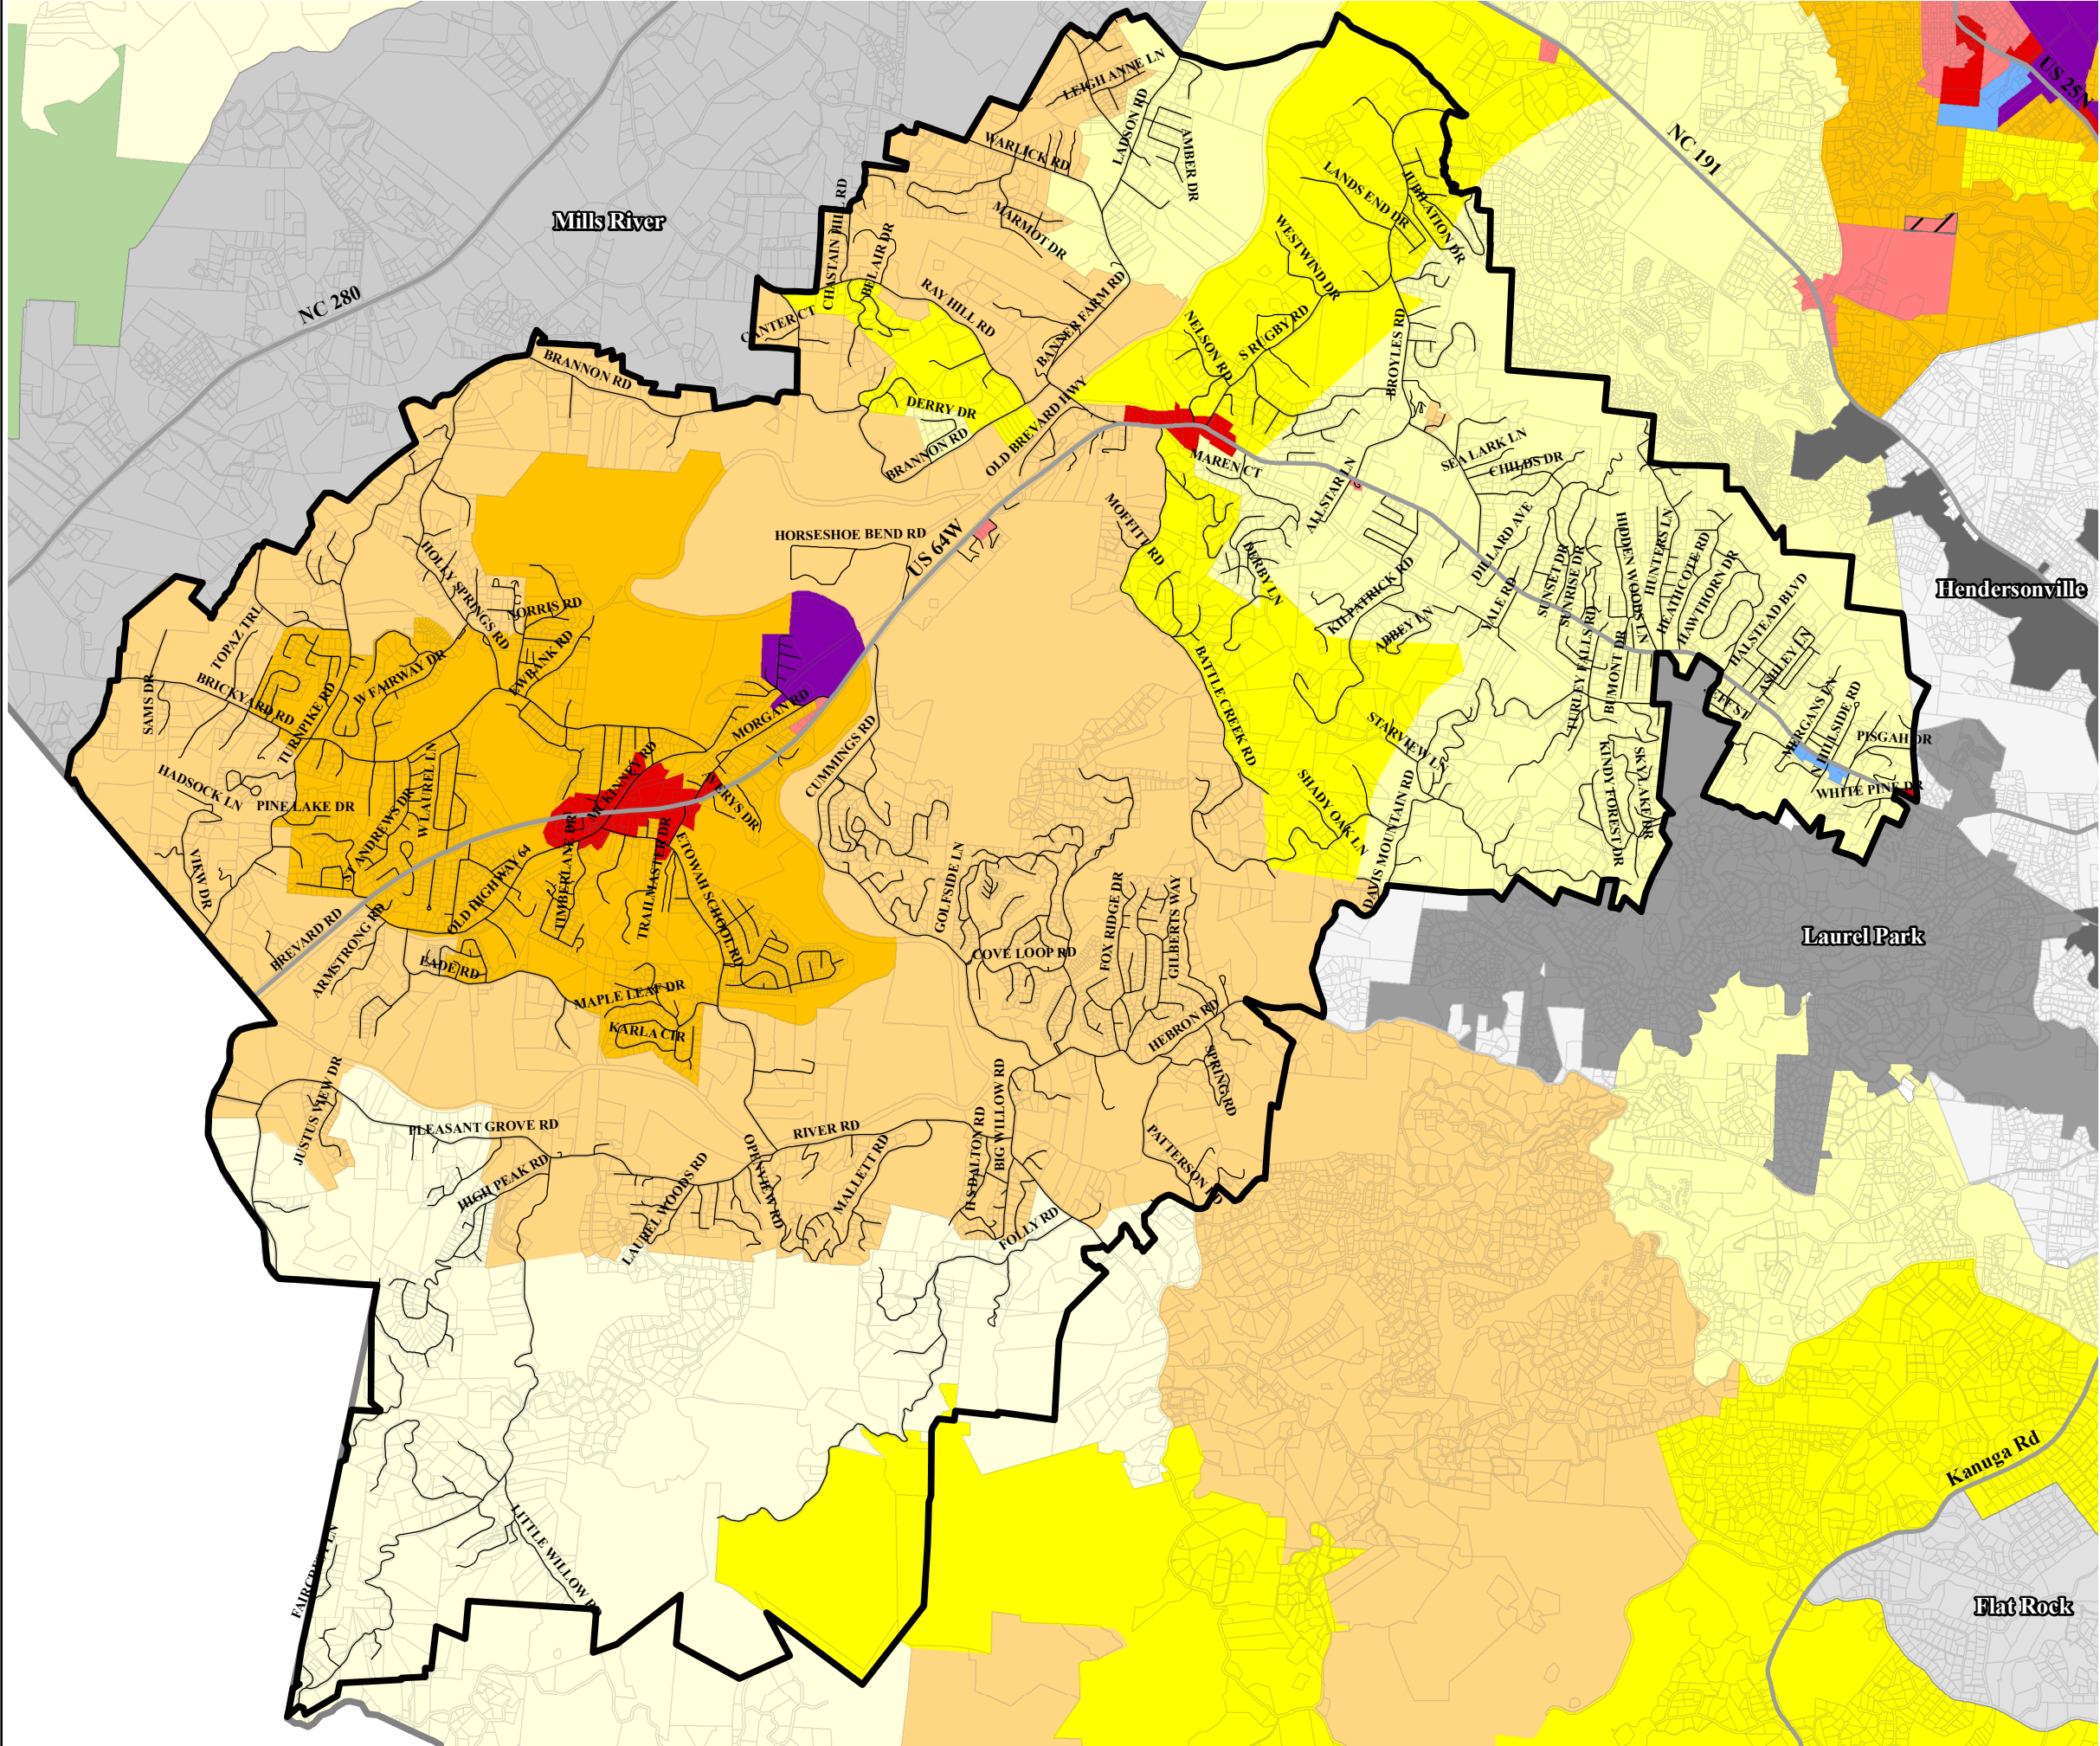 LEIGH ANNE LN
US 25N
LADSON RD
WARLICK RD
AMBER DR
NC 191
LANDS END DR
JUBILATION DR
Mills River
CHASTAIN HILL RD
BEL AIR DR
MARMOT DR
WESTWIND DR
NC 280
CANTER CT
RAY HILL RD
BANNER FARM RD
NELSON RD
S RUGBY RD
BROYLES RD
BRANNON RD
DERRY DR
BRANNON RD
OLD BREVARD HWY
MAREN CT
SEA LARK LN
CHILDS DR
ALLSTAR LN
HORSESHOE BEND RD
US 64W
MOFFITT RD
DERBY LN
DILLARD AVE
SUNSET DR
SUNRISE DR
HIDDEN WOODS LN
HUNTERS LN
HEATHCOTE RD
HAWTHORN DR
Hendersonville
HOLLY SPRINGS RD
NORRIS RD
KILPATRICK RD
ABBEY LN
YALE RD
HALSTEAD BLVD
ASHLEY LN
TOPAZ TRL
EWBANK RD
W FAIRWAY DR
BRICKYARD RD
SAMS DR
TURNPIKE RD
MORGAN RD
BATTLE CREEK RD
TURLEY FALLS RD
BUMONT DR
MERGANS LN
N HILLSIDE RD
PISGAH DR
CUMMINGS RD
STARVIEW LN
KINDY FOREST DR
SKYLAKE DR
WHITE PINE DR
HADSOCK LN
PINE LAKE DR
ST ANDREWS DR
W LAUREL LN
MCKINNEY RD
AVERYS DR
SHADY OAK LN
DAVIS MOUNTAIN RD
VIEW DR
OLD HIGHWAY 64
TIMBERLANE DR
TRAILMASTER DR
ETOWAH SCHOOL RD
GOLFSIDE LN
FOX RIDGE DR
GILBERTS WAY
Laurel Park
BREVARD RD
ARMSTRONG RD
EADE RD
COVE LOOP RD
MAPLE LEAF DR
KARLA CIR
HEBRON RD
SPRING RD
JUSTUS VIEW DR
PLEASANT GROVE RD
RIVER RD
BIG WILLOW RD
H S DALTON RD
HIGH PEAK RD
LAUREL WOODS RD
OPENVIEW RD
MALLETT RD
FOLLY RD
Kanuga Rd
LITTLE WILLOW
Flat Rock